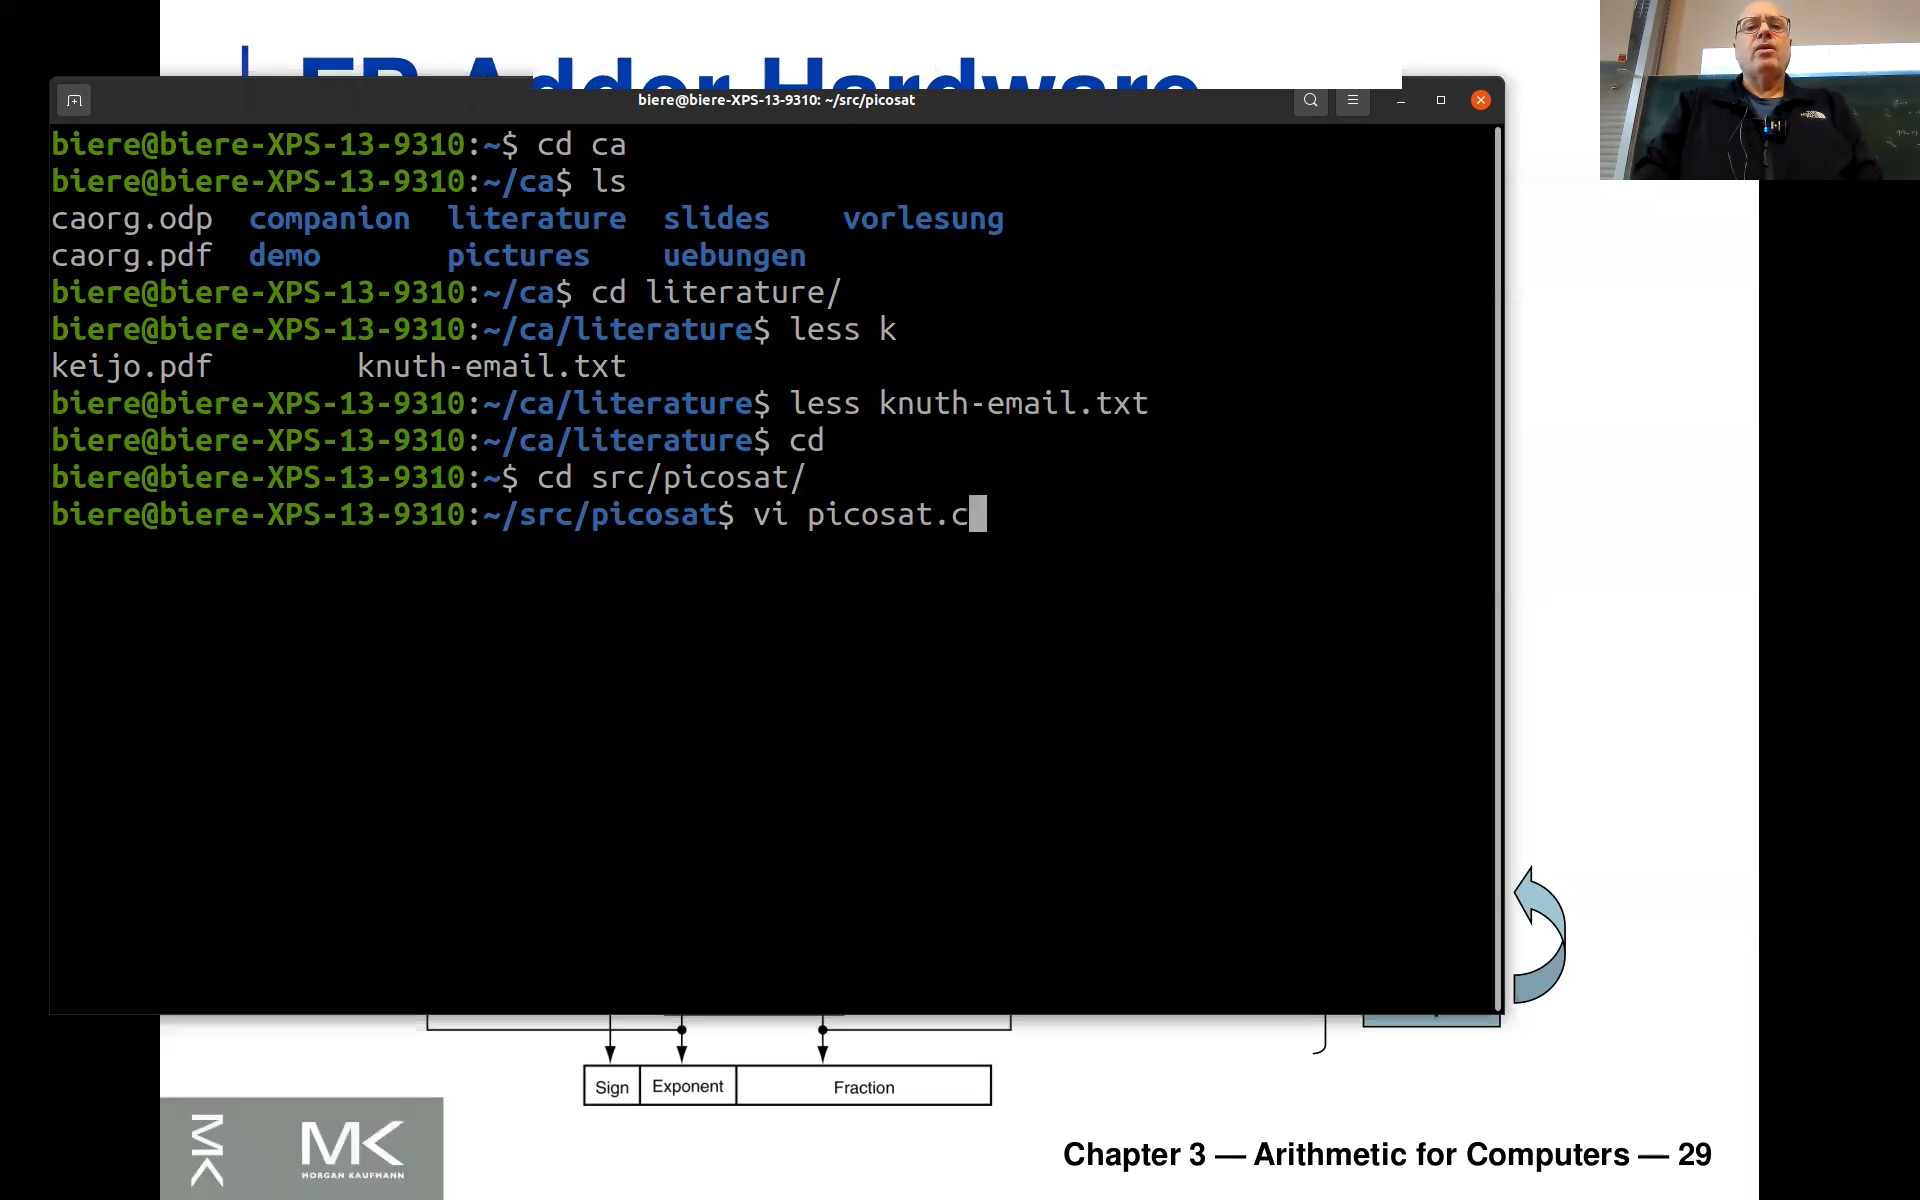 FP Adder Hardware
biere@biere-XPS-13-9310: ~/src/picosat
biere@biere-XPS-13-9310:~$ cd ca
biere@biere-XPS-13-9310:~/ca$ ls
caorg.odp companion literature slides vorlesung
caorg.pdf demo pictures uebungen
biere@biere-XPS-13-9310:~/ca$ cd literature/
biere@biere-XPS-13-9310:~/ca/literature$ less k
keijo.pdf knuth-email.txt
biere@biere-XPS-13-9310:~/ca/literature$ less knuth-email.txt
biere@biere-XPS-13-9310:~/ca/literature$ cd
biere@biere-XPS-13-9310:~$ cd src/picosat/
biere@biere-XPS-13-9310:~/src/picosat$ vi picosat.c
Sign Exponent Fraction
MK
MK
MORGAN KAUFMANN
Chapter 3 — Arithmetic for Computers — 29